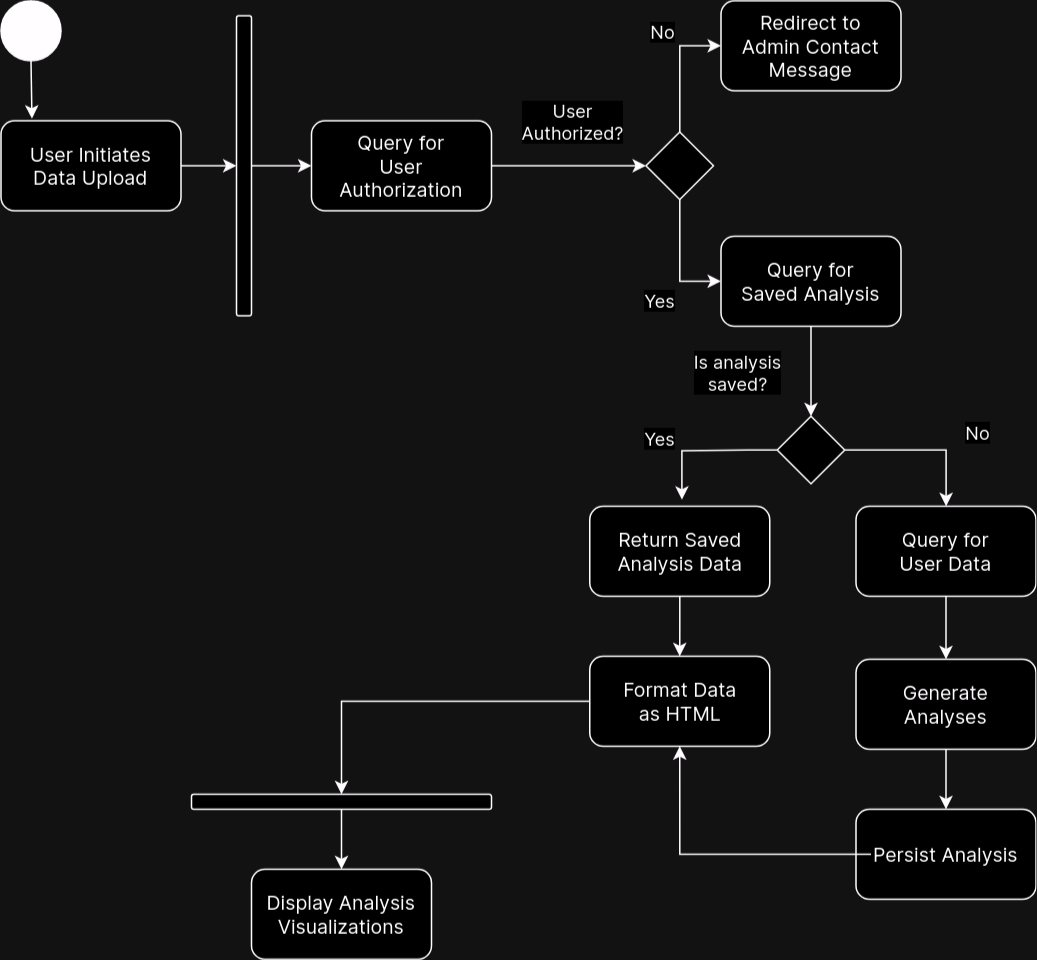 No
Redirect to
Admin Contact
Message
User
Authorized?
User Initiates
Data Upload
Query for
User
Authorization
Yes
Query for
Saved Analysis
Is analysis
saved?
Yes
No
Return Saved
Analysis Data
Query for
User Data
Format Data
as HTML
Generate
Analyses
Persist Analysis
Display Analysis
Visualizations